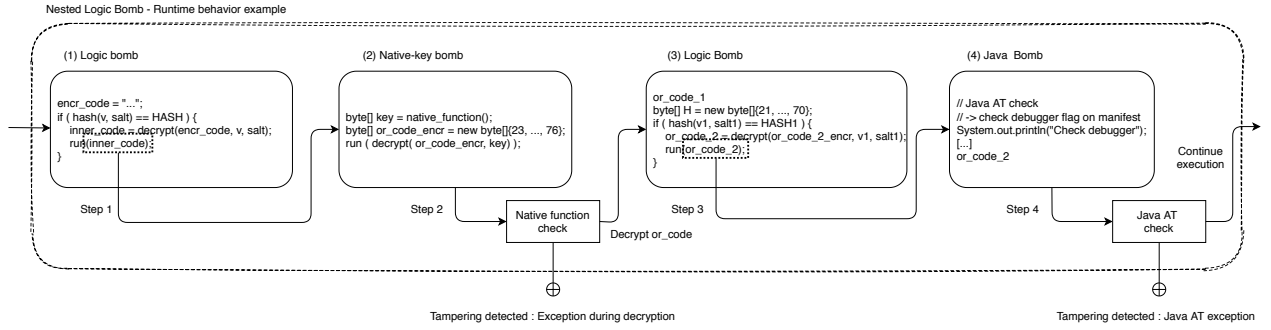 Nested Logic Bomb - Runtime behavior example
(1) Logic bomb
encr_code = "...";
if ( hash(v, salt) == HASH ) {
inner_code = decrypt(encr_code, v, salt);
run(inner_code);
}
Step 1
(2) Native-key bomb
byte[] key = native_function();
byte[] or_code_encr = new byte[]{23, ..., 76};
run ( decrypt( or_code_encr, key) );
Step 2
Native function
check
Decrypt or_code
Tampering detected : Exception during decryption
(3) Logic Bomb
or_code_1
byte[] H = new byte[]{21, ..., 70};
if ( hash(v1, salt1) == HASH1 ) {
or_code_2 = decrypt(or_code_2_encr, v1, salt1);
run(or_code_2);
}
Step 3
(4) Java Bomb
// Java AT check
// -> check debugger flag on manifest
System.out.println("Check debugger");
[...]
or_code_2
Step 4
Java AT
check
Continue
execution
Tampering detected : Java AT exception